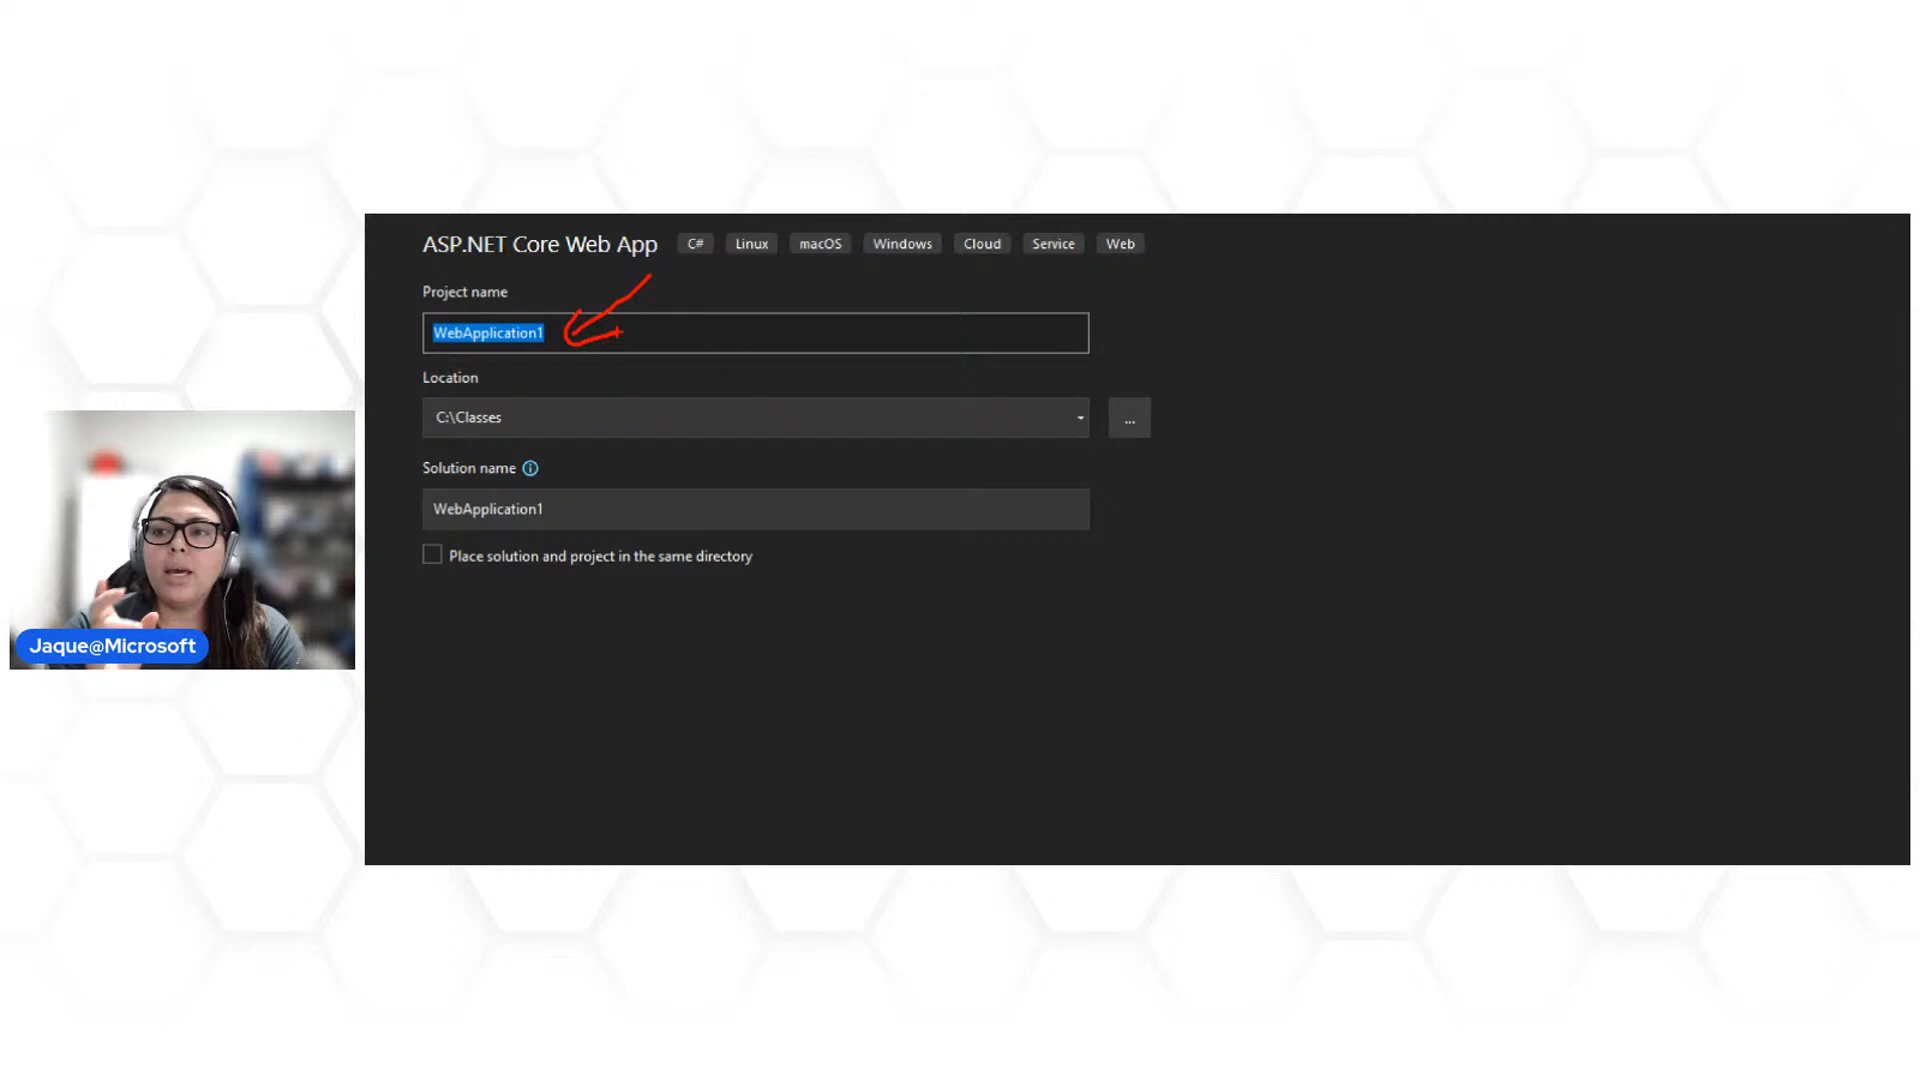 ASP.NET Core Web App C# Linux macOS Windows Cloud Service Web
Project name
WebApplication1
Location
C:\Classes
...
Solution name
WebApplication1
Place solution and project in the same directory
Jaque@Microsoft